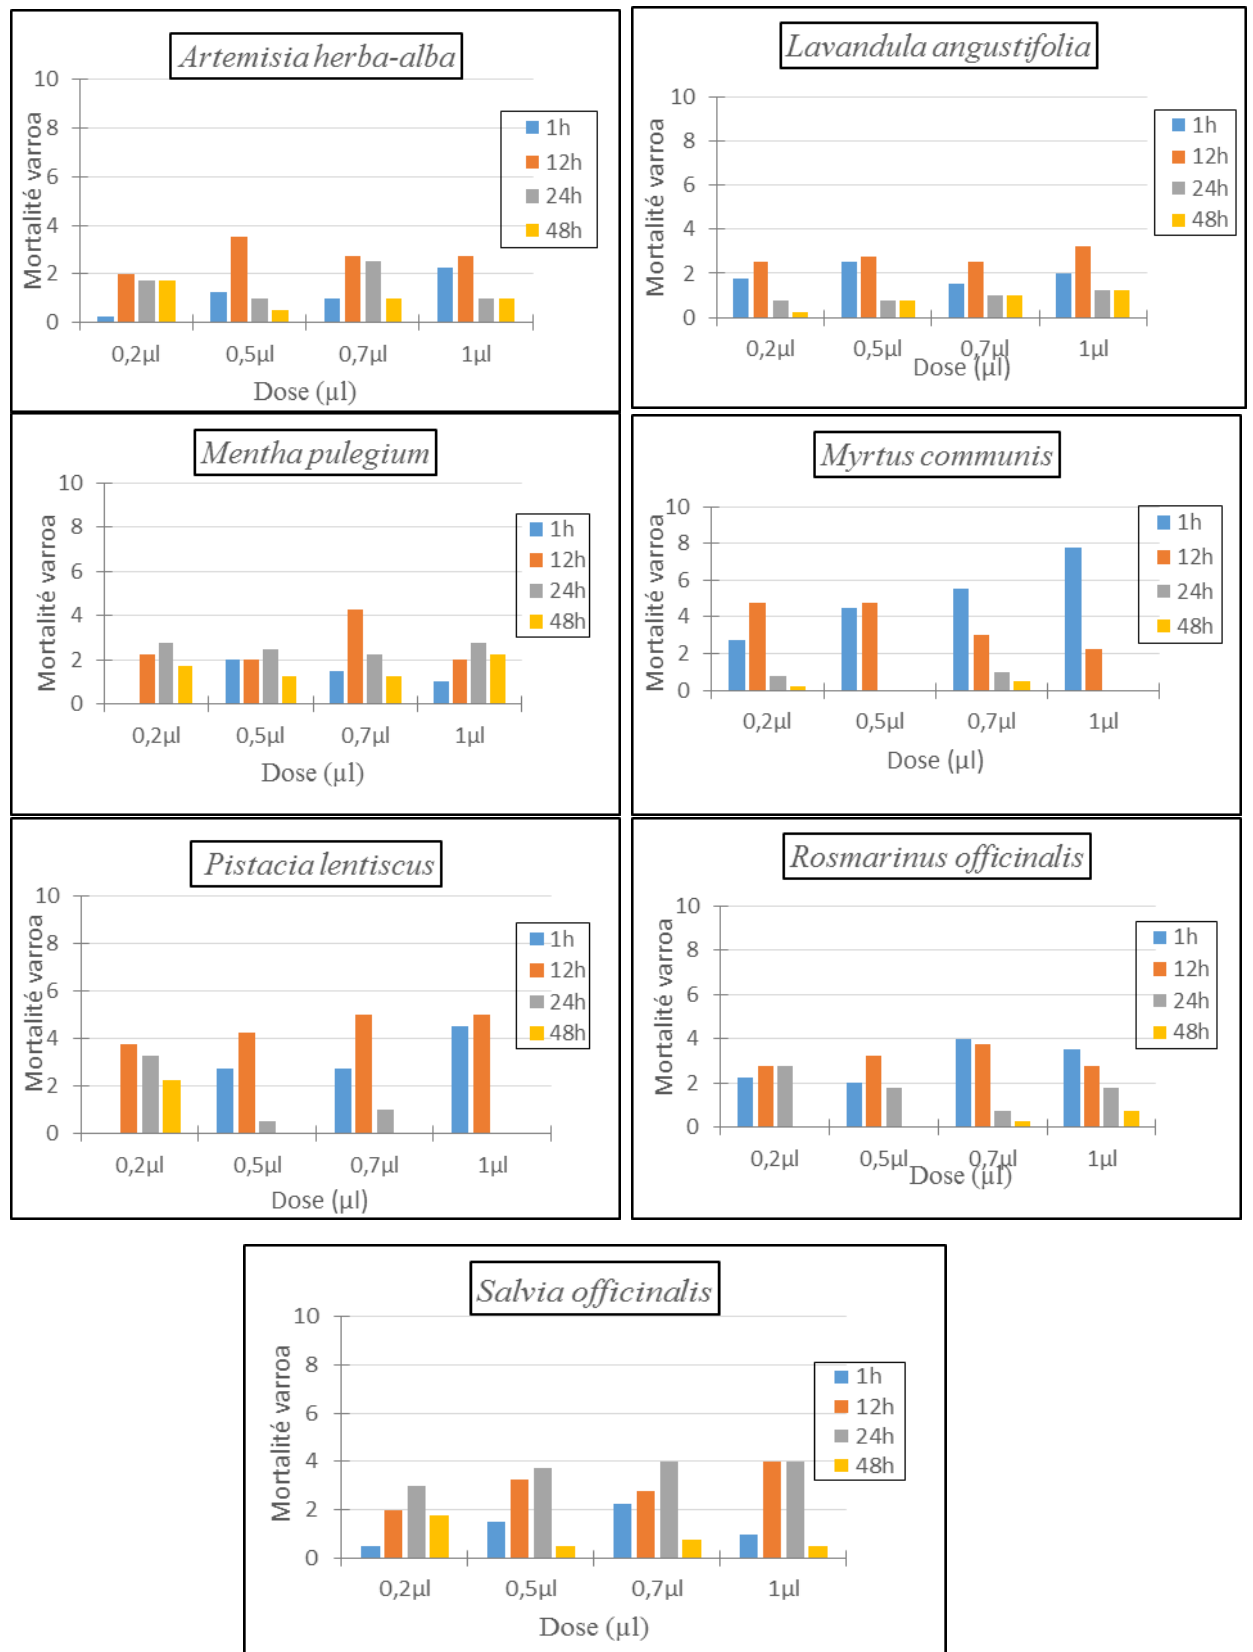 Artemisia herba-alba
Mortalité varroa
10
8
6
4
2
0
0,2µl 0,5µl 0,7µl 1µl
Dose (µl)
1h
12h
24h
48h
Lavandula angustifolia
Mortalité varroa
10
8
6
4
2
0
0,2µl 0,5µl 0,7µl 1µl
Dose (µl)
1h
12h
24h
48h
Mentha pulegium
Mortalité varroa
10
8
6
4
2
0
0,2µl 0,5µl 0,7µl 1µl
Dose (µl)
1h
12h
24h
48h
Myrtus communis
Mortalité varroa
10
8
6
4
2
0
0,2µl 0,5µl 0,7µl 1µl
Dose (µl)
1h
12h
24h
48h
Pistacia lentiscus
Mortalité varroa
10
8
6
4
2
0
0,2µl 0,5µl 0,7µl 1µl
Dose (µl)
1h
12h
24h
48h
Rosmarinus officinalis
Mortalité varroa
10
8
6
4
2
0
0,2µl 0,5µl 0,7µl 1µl
Dose (µl)
1h
12h
24h
48h
Salvia officinalis
Mortalité varroa
10
8
6
4
2
0
0,2µl 0,5µl 0,7µl 1µl
Dose (µl)
1h
12h
24h
48h